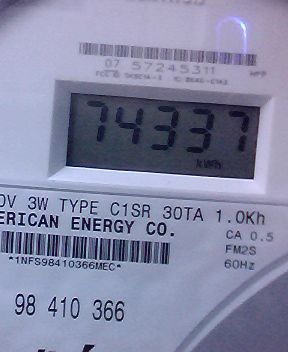 07 57245311
74337
kWh
0V 3W TYPE C1SR 30TA 1.0Kh
ERICAN ENERGY CO.
CA 0.5
FM2S
*1NFS98410366MEC*
60Hz
98 410 366